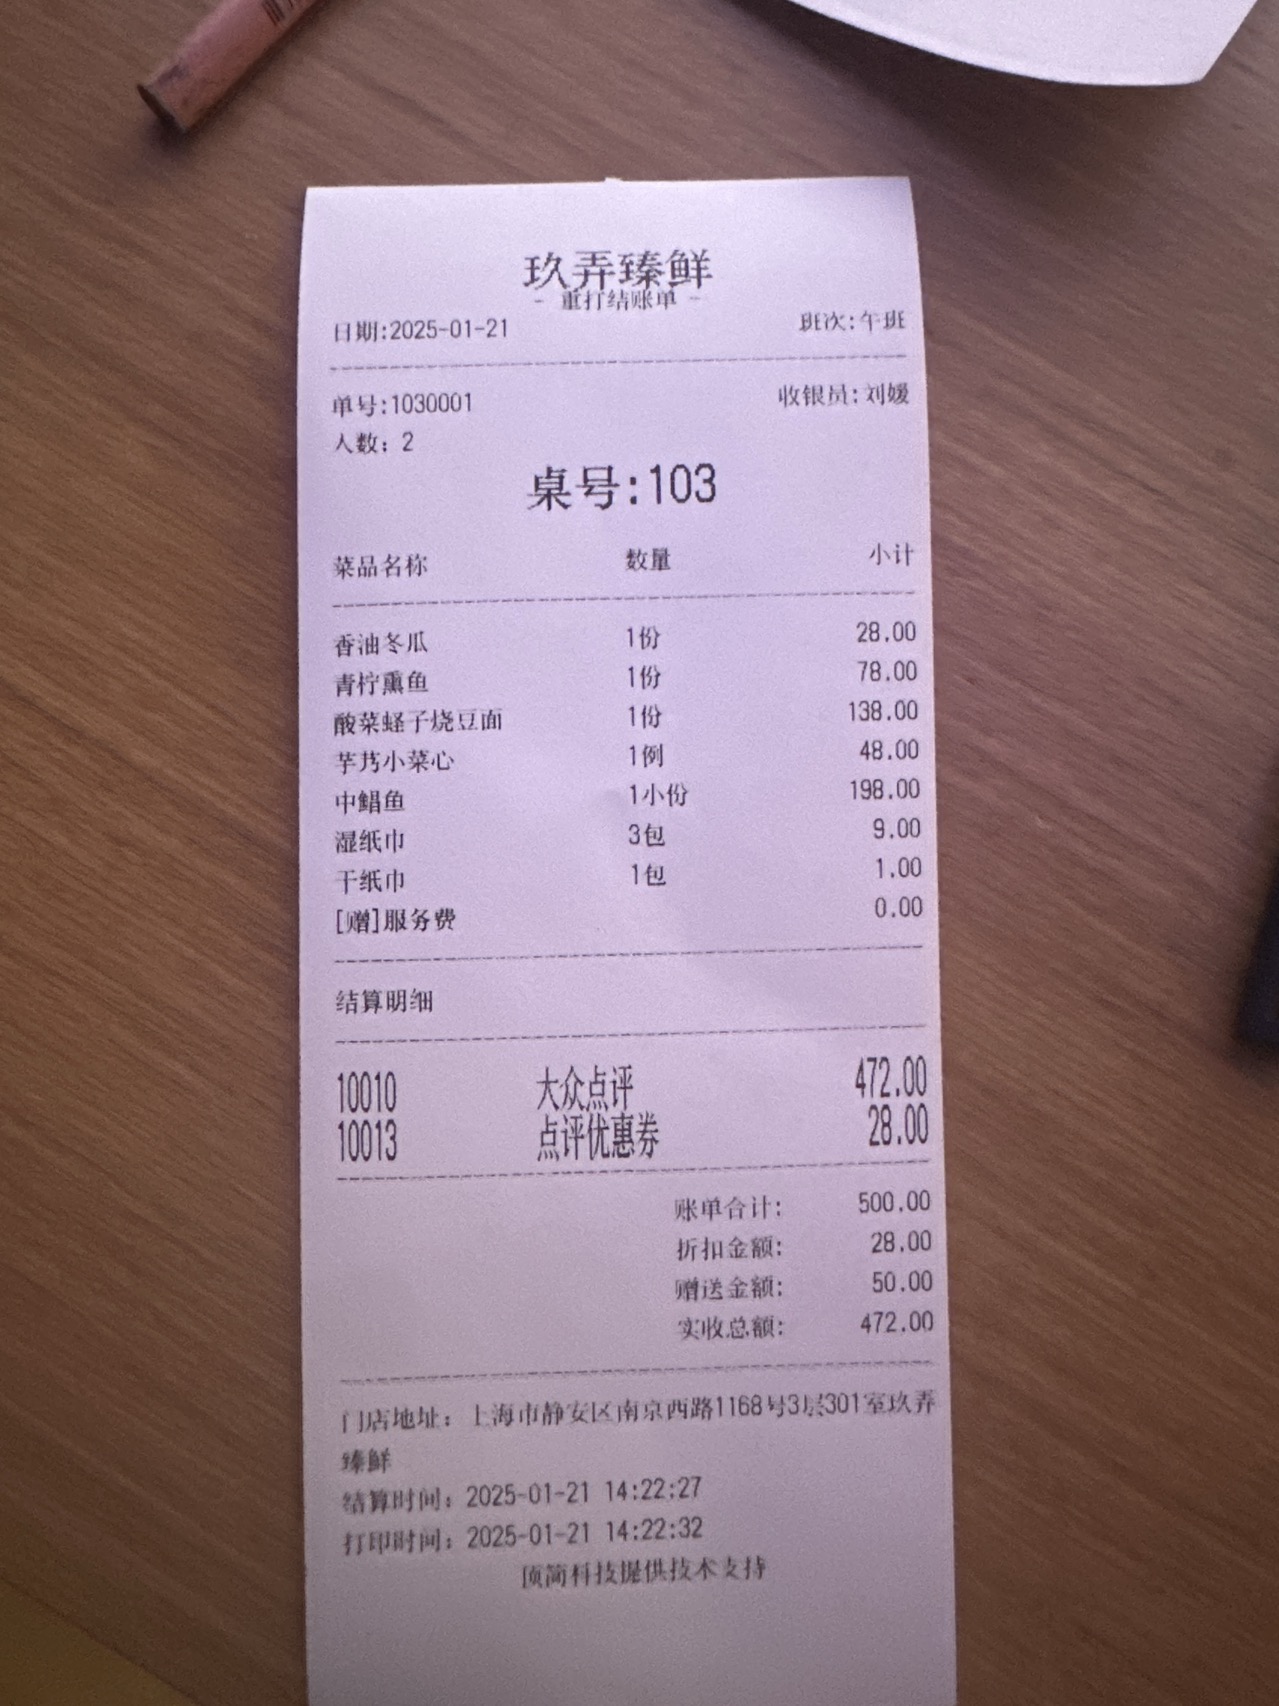 玖弄臻鲜
- 重打结账单 -
日期:2025-01-21 班次:午班
单号:1030001 收银员:刘媛
人数: 2
桌号:103
菜品名称 数量 小计
香油冬瓜 1份 28.00
青柠薰鱼 1份 78.00
酸菜蛏子烧豆面 1份 138.00
芋艿小菜心 1例 48.00
中鲳鱼 1小份 198.00
湿纸巾 3包 9.00
干纸巾 1包 1.00
[赠]服务费 0.00
结算明细
10010 大众点评 472.00
10013 点评优惠券 28.00
账单合计: 500.00
折扣金额: 28.00
赠送金额: 50.00
实收总额: 472.00
门店地址: 上海市静安区南京西路1168号3层301室玖弄
臻鲜
结算时间: 2025-01-21 14:22:27
打印时间: 2025-01-21 14:22:32
顶简科技提供技术支持